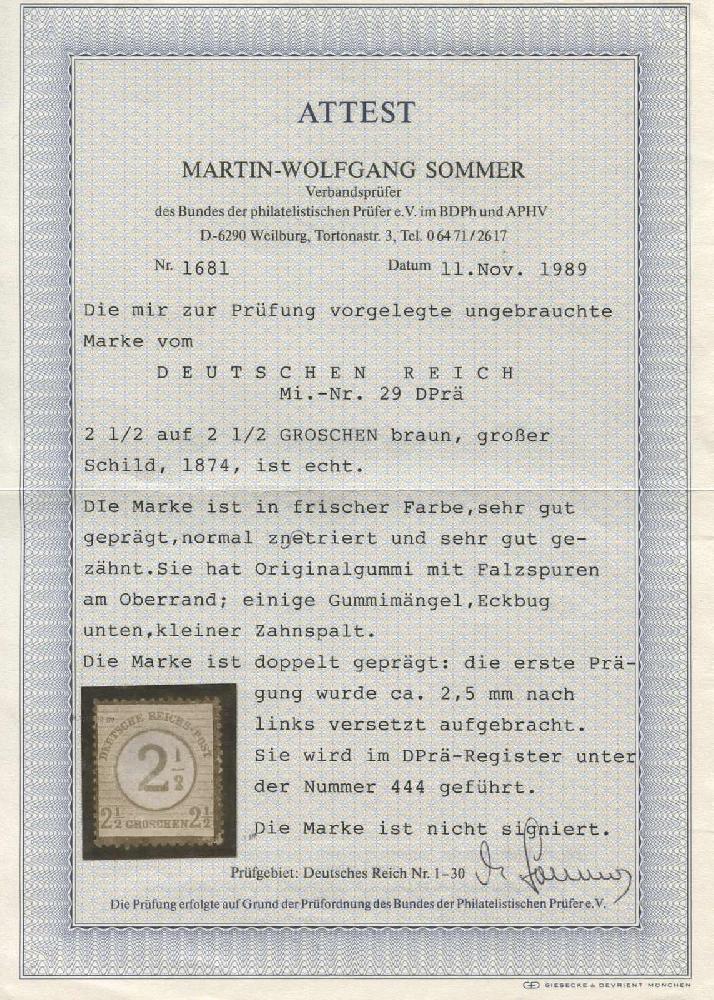 ATTEST
MARTIN-WOLFGANG SOMMER
Verbandsprüfer
des Bundes der philatelistischen Prüfer e.V. im BDPh und APHV
D-6290 Weilburg, Tortonastr. 3, Tel. 0 64 71 / 26 17
Nr. 1681 Datum 11.Nov. 1989
Die mir zur Prüfung vorgelegte ungebrauchte
Marke vom
D E U T S C H E N R E I C H
Mi.-Nr. 29 DPrä
2 1/2 auf 2 1/2 GROSCHEN braun, großer
Schild, 1874, ist echt.
DIe Marke ist in frischer Farbe,sehr gut
geprägt,normal znetriert und sehr gut ge-
zähnt.Sie hat Originalgummi mit Falzspuren
am Oberrand; einige Gummimängel,Eckbug
unten,kleiner Zahnspalt.
Die Marke ist doppelt geprägt: die erste Prä-
gung wurde ca. 2,5 mm nach
links versetzt aufgebracht.
Sie wird im DPrä-Register unter
der Nummer 444 geführt.
Die Marke ist nicht signiert.
DEUTSCHE REICHS-POST
2 1/2
2 1/2 GROSCHEN 2 1/2
Prüfgebiet: Deutsches Reich Nr. 1–30
Die Prüfung erfolgte auf Grund der Prüfordnung des Bundes der Philatelistischen Prüfer e.V.
GD GIESECKE & DEVRIENT MÜNCHEN